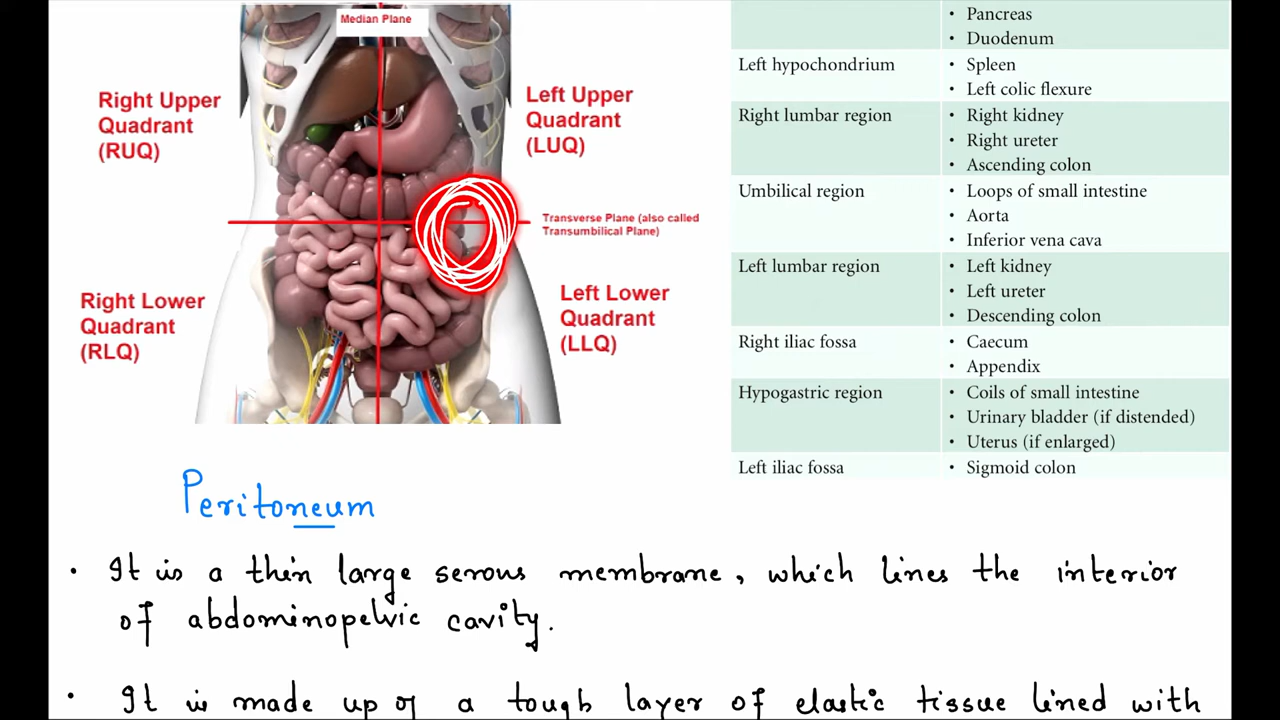 Median Plane
Right Upper
Quadrant
(RUQ)
Left Upper
Quadrant
(LUQ)
Transverse Plane (also called
Transumbilical Plane)
Right Lower
Quadrant
(RLQ)
Left Lower
Quadrant
(LLQ)
• Pancreas
• Duodenum
Left hypochondrium • Spleen
• Left colic flexure
Right lumbar region • Right kidney
• Right ureter
• Ascending colon
Umbilical region • Loops of small intestine
• Aorta
• Inferior vena cava
Left lumbar region • Left kidney
• Left ureter
• Descending colon
Right iliac fossa • Caecum
• Appendix
Hypogastric region • Coils of small intestine
• Urinary bladder (if distended)
• Uterus (if enlarged)
Left iliac fossa • Sigmoid colon
Peritoneum
• It is a thin large serous membrane, which lines the interior
of abdominopelvic cavity.
• It is made up of a tough layer of elastic tissue lined with